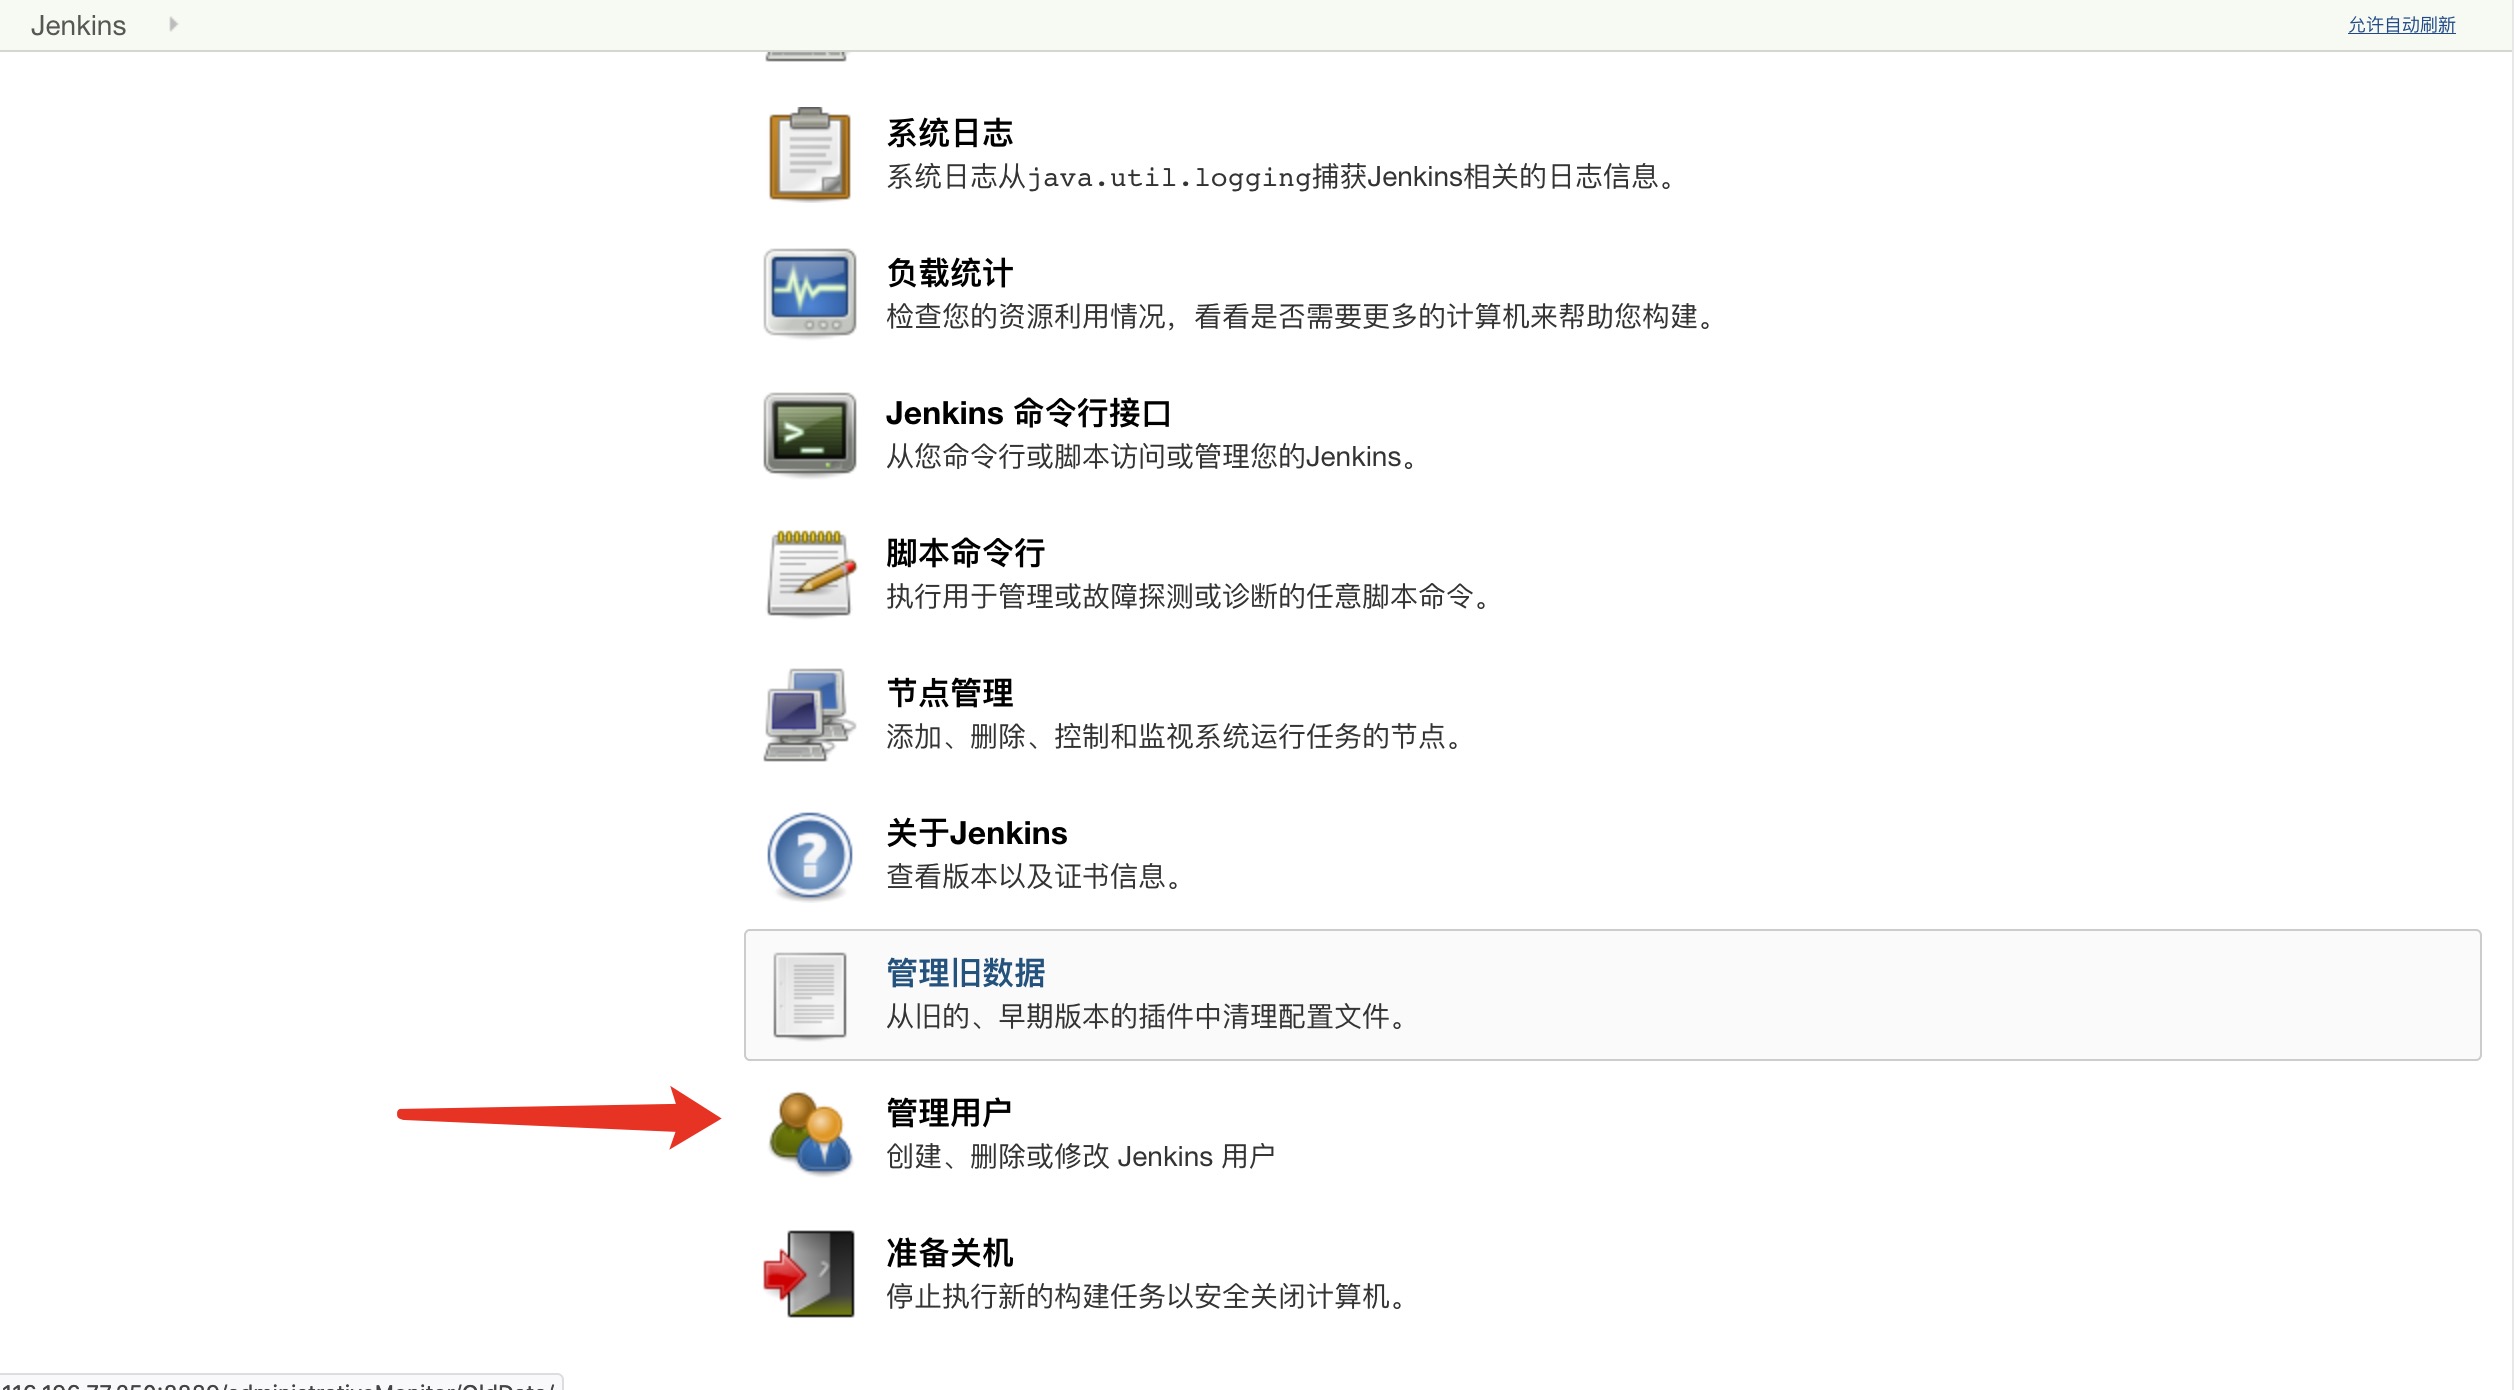 Jenkins
允许自动刷新
系统日志
系统日志从java.util.logging捕获Jenkins相关的日志信息。
负载统计
检查您的资源利用情况，看看是否需要更多的计算机来帮助您构建。
>_
Jenkins 命令行接口
从您命令行或脚本访问或管理您的Jenkins。
脚本命令行
执行用于管理或故障探测或诊断的任意脚本命令。
节点管理
添加、删除、控制和监视系统运行任务的节点。
?
关于Jenkins
查看版本以及证书信息。
管理旧数据
从旧的、早期版本的插件中清理配置文件。
管理用户
创建、删除或修改 Jenkins 用户
准备关机
停止执行新的构建任务以安全关闭计算机。